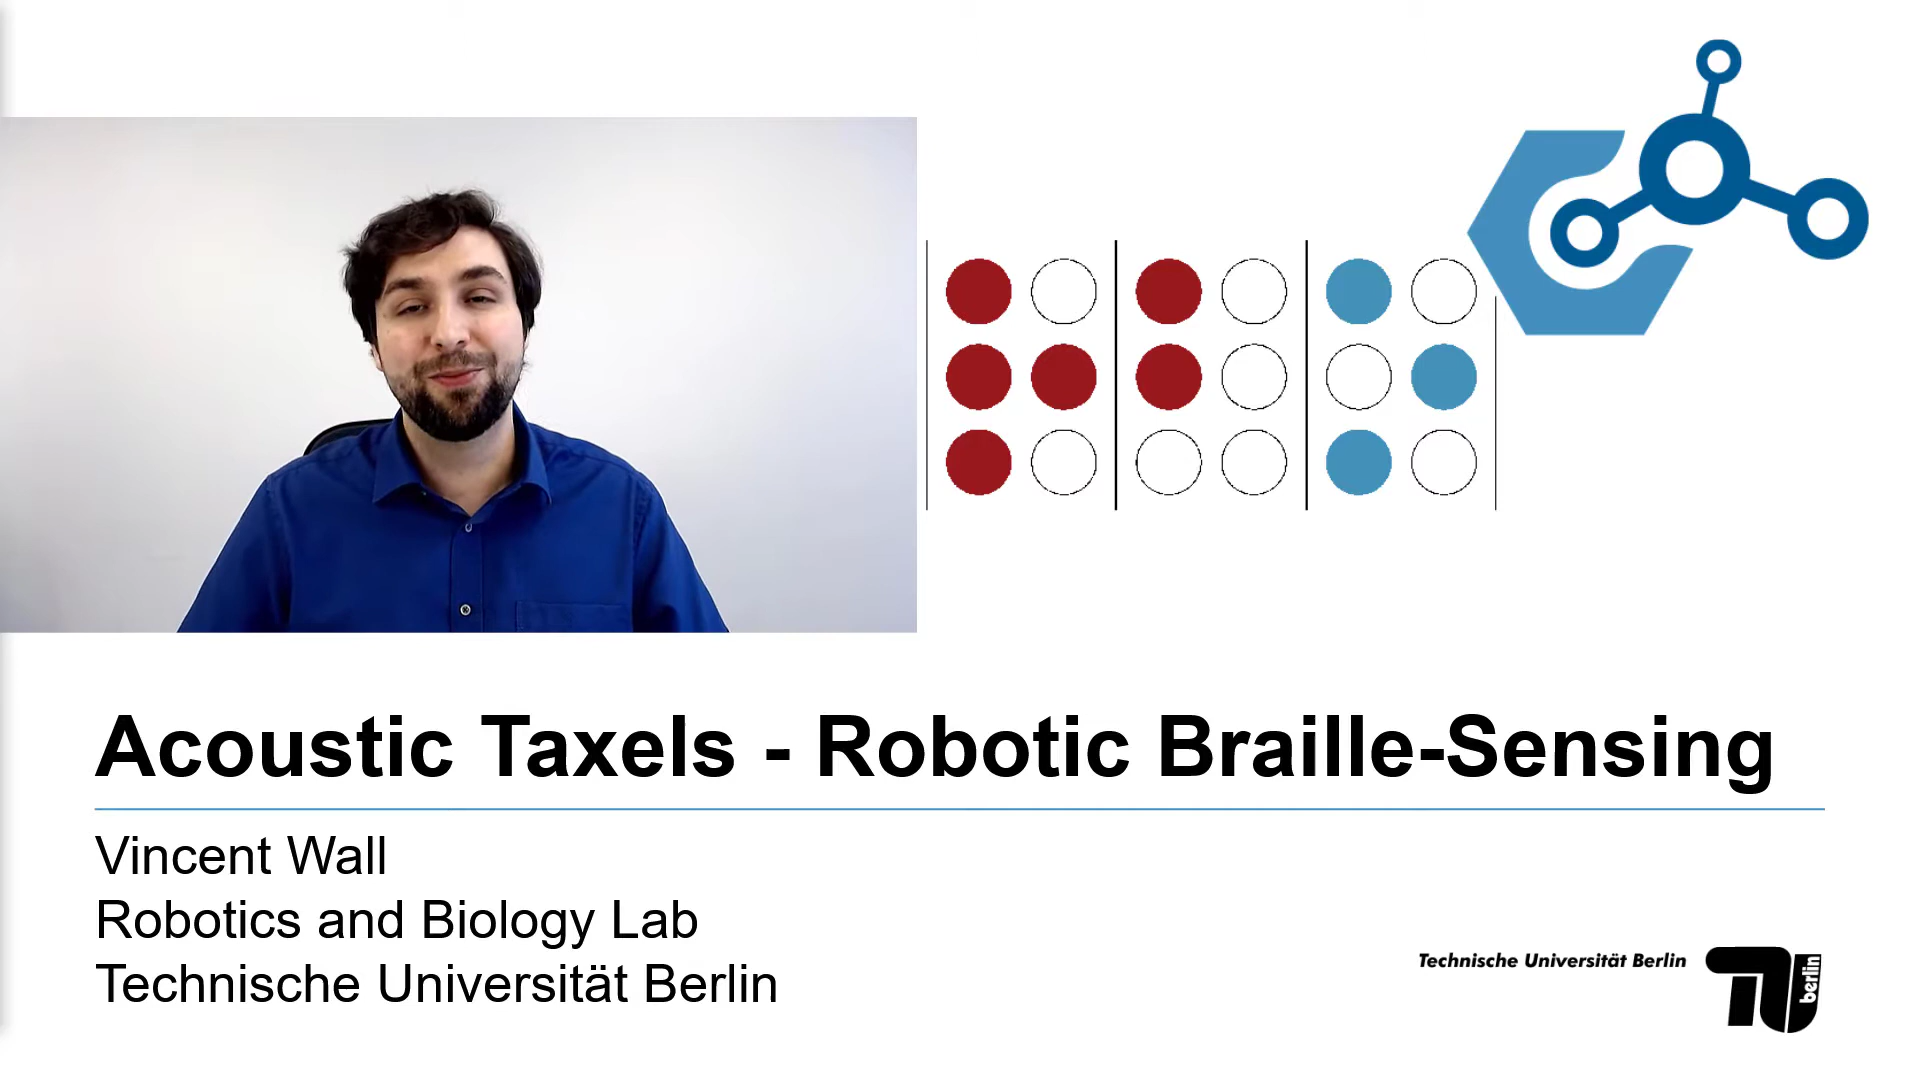 Acoustic Taxels - Robotic Braille-Sensing
Vincent Wall
Robotics and Biology Lab
Technische Universität Berlin
Technische Universität Berlin
berlin